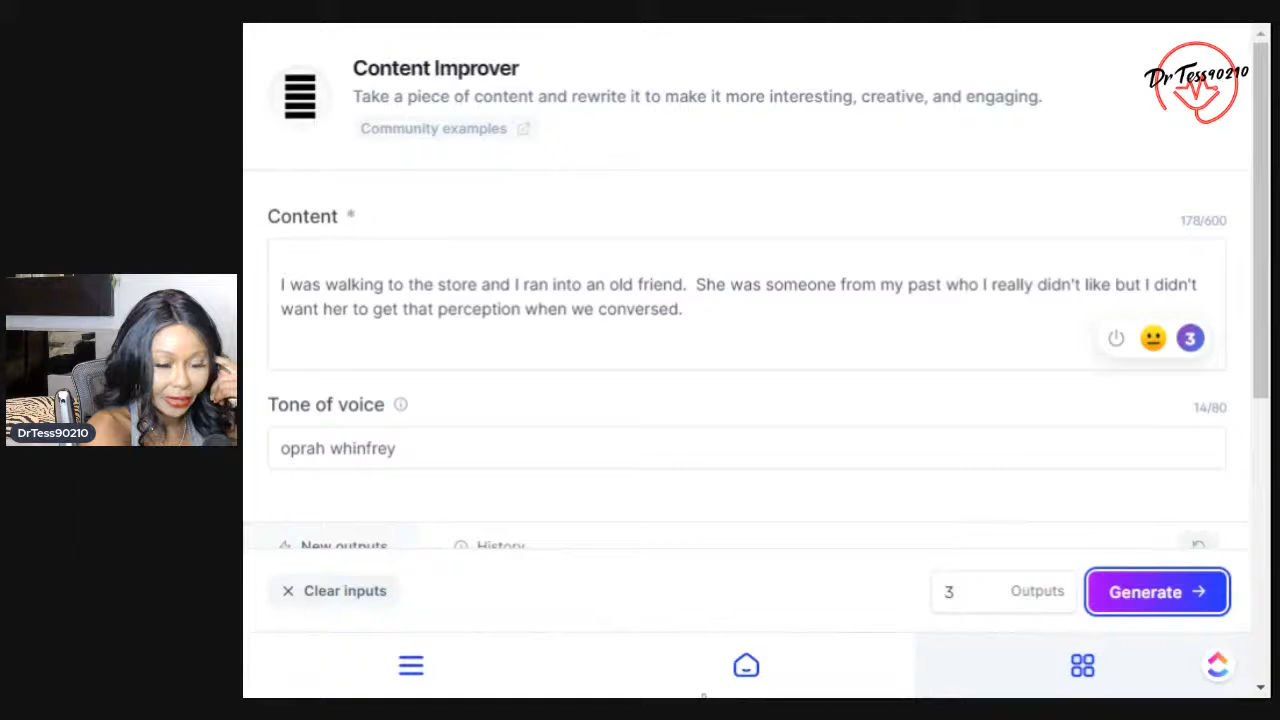 Content Improver
Take a piece of content and rewrite it to make it more interesting, creative, and engaging.
Community examples
DrTess90210
Content *
178/600
I was walking to the store and I ran into an old friend.  She was someone from my past who I really didn't like but I didn't
want her to get that perception when we conversed.
3
Tone of voice
14/80
oprah whinfrey
DrTess90210
New outputs
History
Clear inputs
3 Outputs
Generate